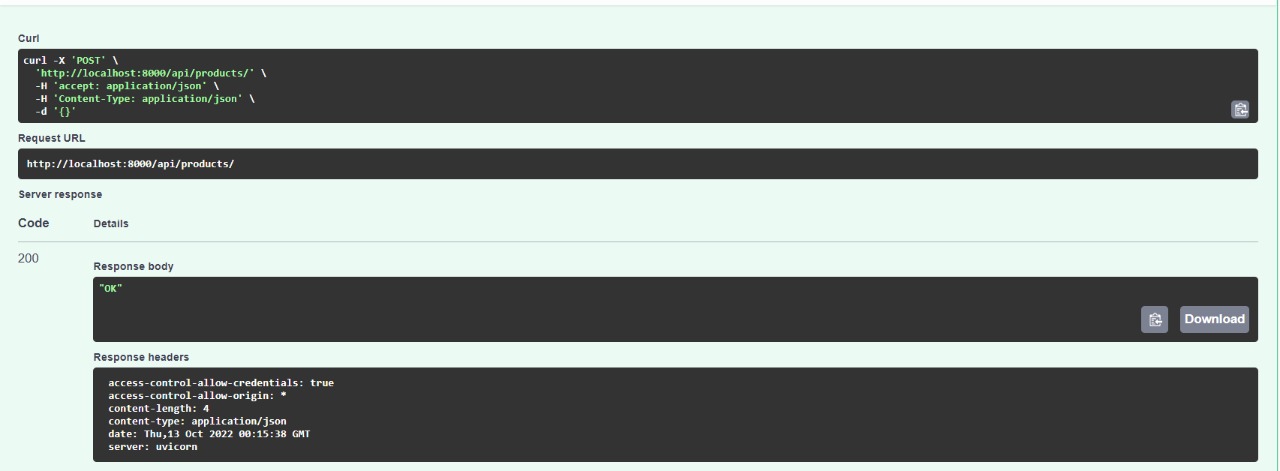 Curl
curl -X 'POST' \
'http://localhost:8000/api/products/' \
-H 'accept: application/json' \
-H 'Content-Type: application/json' \
-d '{}'
Request URL
http://localhost:8000/api/products/
Server response
Code Details
200
Response body
"OK"
Download
Response headers
access-control-allow-credentials: true
access-control-allow-origin: *
content-length: 4
content-type: application/json
date: Thu,13 Oct 2022 00:15:38 GMT
server: uvicorn